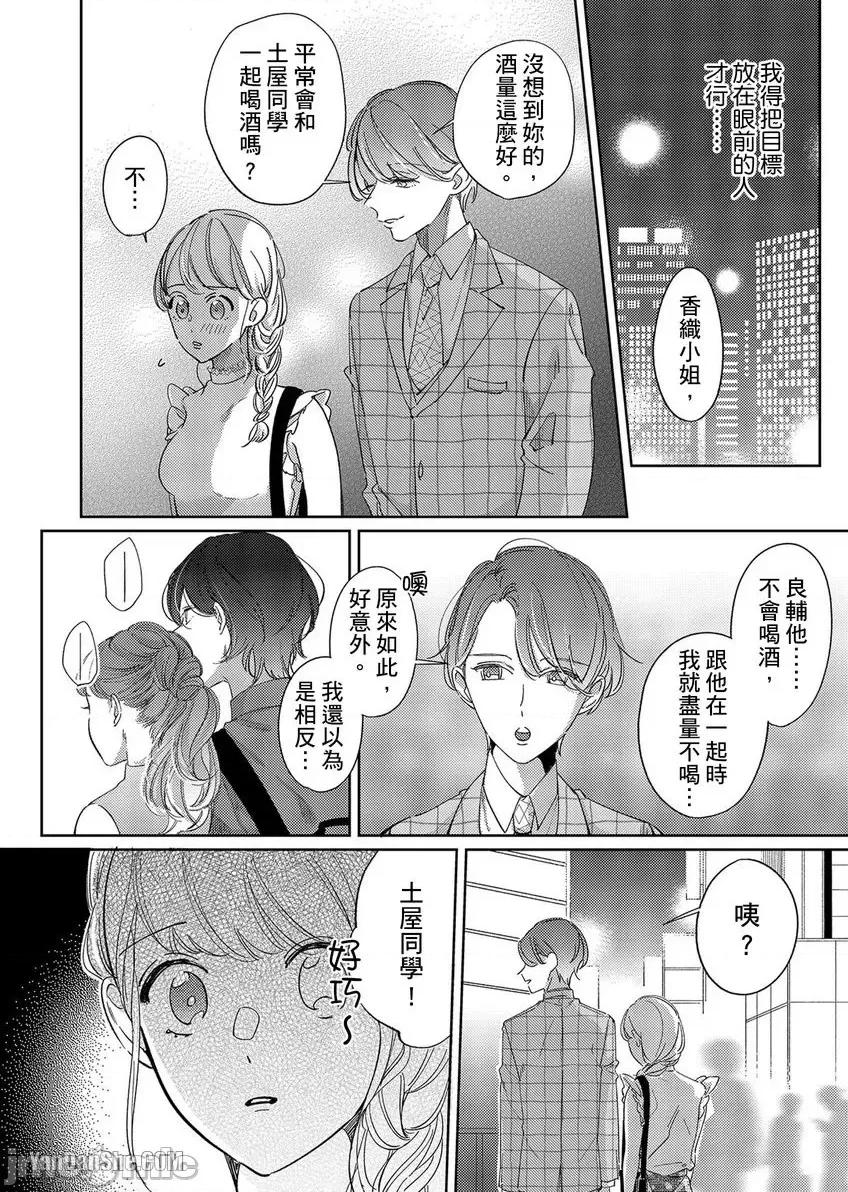 我得把目標
放在眼前的人
才行……
香織小姐，
沒想到妳的，
酒量這麼好。
平常會和
土屋同學
一起喝酒嗎？
不…
良輔他……
不會喝酒，
跟他在一起時
我就盡量不喝…
噢
原來如此，
好意外。
我還以為
是相反…
咦？
土屋同學！
好巧～
YANDANSHE.COM